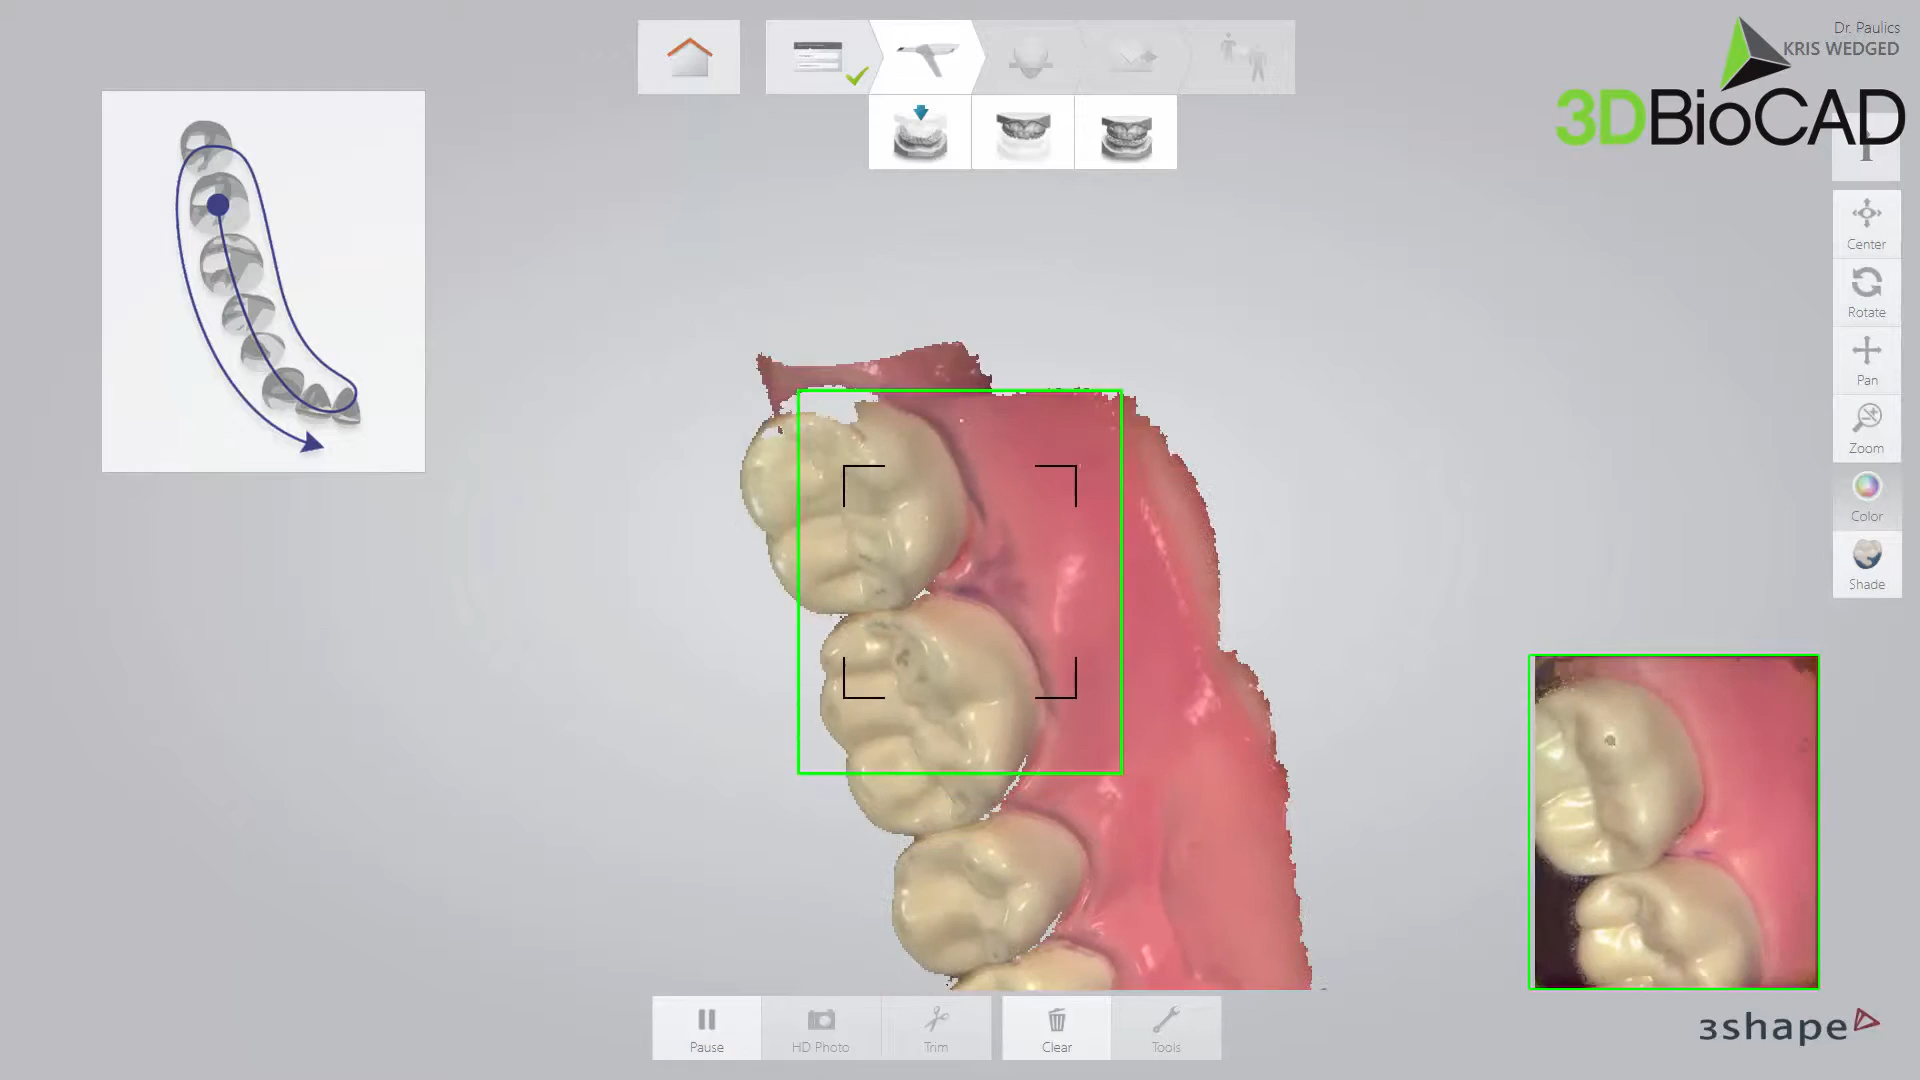 Dr. Paulics
KRIS WEDGED
3DBioCAD
Center
Rotate
Pan
Zoom
Color
Shade
Pause
HD Photo
Trim
Clear
Tools
3shape